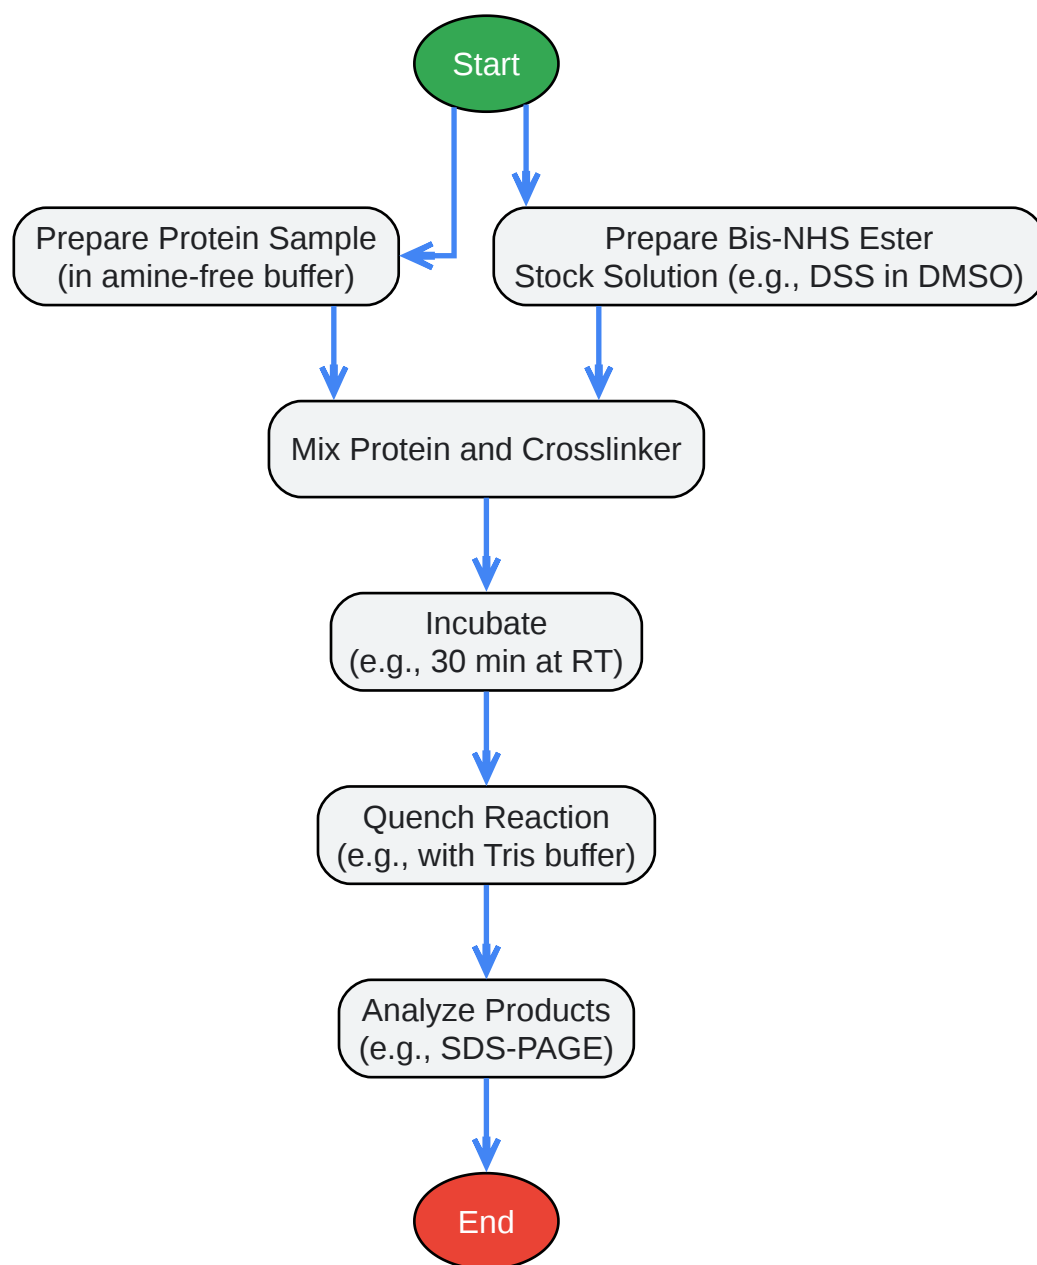 Start
Prepare Protein Sample
(in amine-free buffer)
Prepare Bis-NHS Ester
Stock Solution (e.g., DSS in DMSO)
Mix Protein and Crosslinker
Incubate
(e.g., 30 min at RT)
Quench Reaction
(e.g., with Tris buffer)
Analyze Products
(e.g., SDS-PAGE)
End